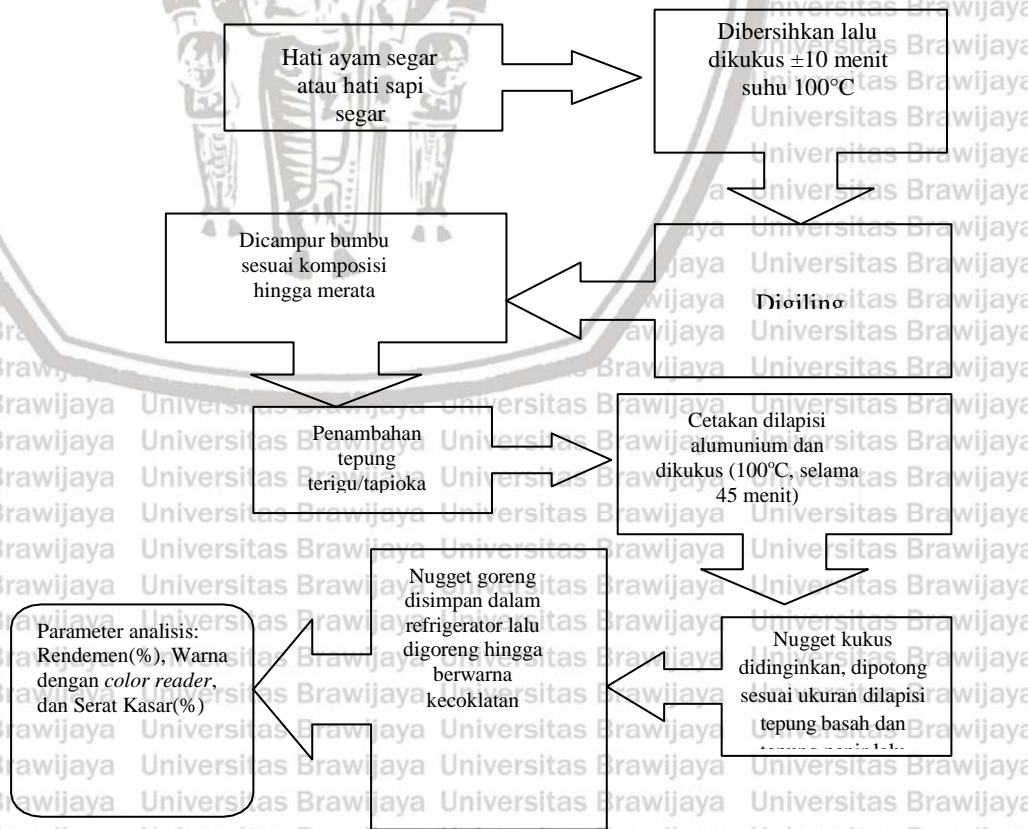 Hati ayam segar
atau hati sapi
segar
Dibersihkan lalu
dikukus ±10 menit
suhu 100°C
Digiling
Dicampur bumbu
sesuai komposisi
hingga merata
Penambahan
tepung
terigu/tapioka
Cetakan dilapisi
alumunium dan
dikukus (100°C, selama
45 menit)
Nugget kukus
didinginkan, dipotong
sesuai ukuran dilapisi
tepung basah dan
Nugget goreng
disimpan dalam
refrigerator lalu
digoreng hingga
berwarna
kecoklatan
Parameter analisis:
Rendemen(%), Warna
dengan color reader,
dan Serat Kasar(%)
Universitas Brawijaya